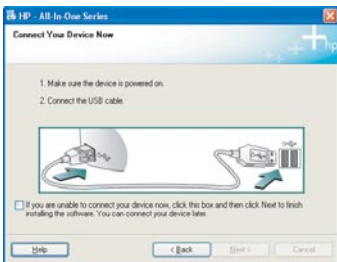 HP - All-In-One Series
Connect Your Device Now
hp
1. Make sure the device is powered on.
2. Connect the USB cable.
If you are unable to connect your device now, click this box and then click Next to finish
installing the software. You can connect your device later.
Help
< Back
Next >
Cancel